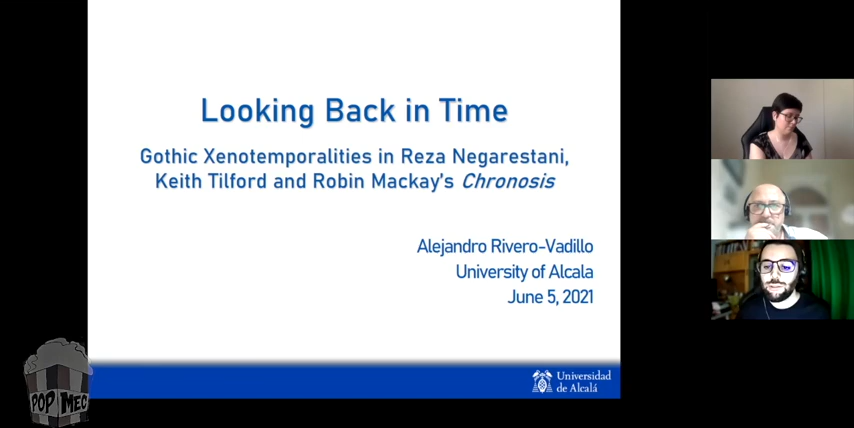 Looking Back in Time
Gothic Xenotemporalities in Reza Negarestani,
Keith Tilford and Robin Mackay's Chronosis
Alejandro Rivero-Vadillo
University of Alcala
June 5, 2021
Universidad
de Alcalá
POP MEC